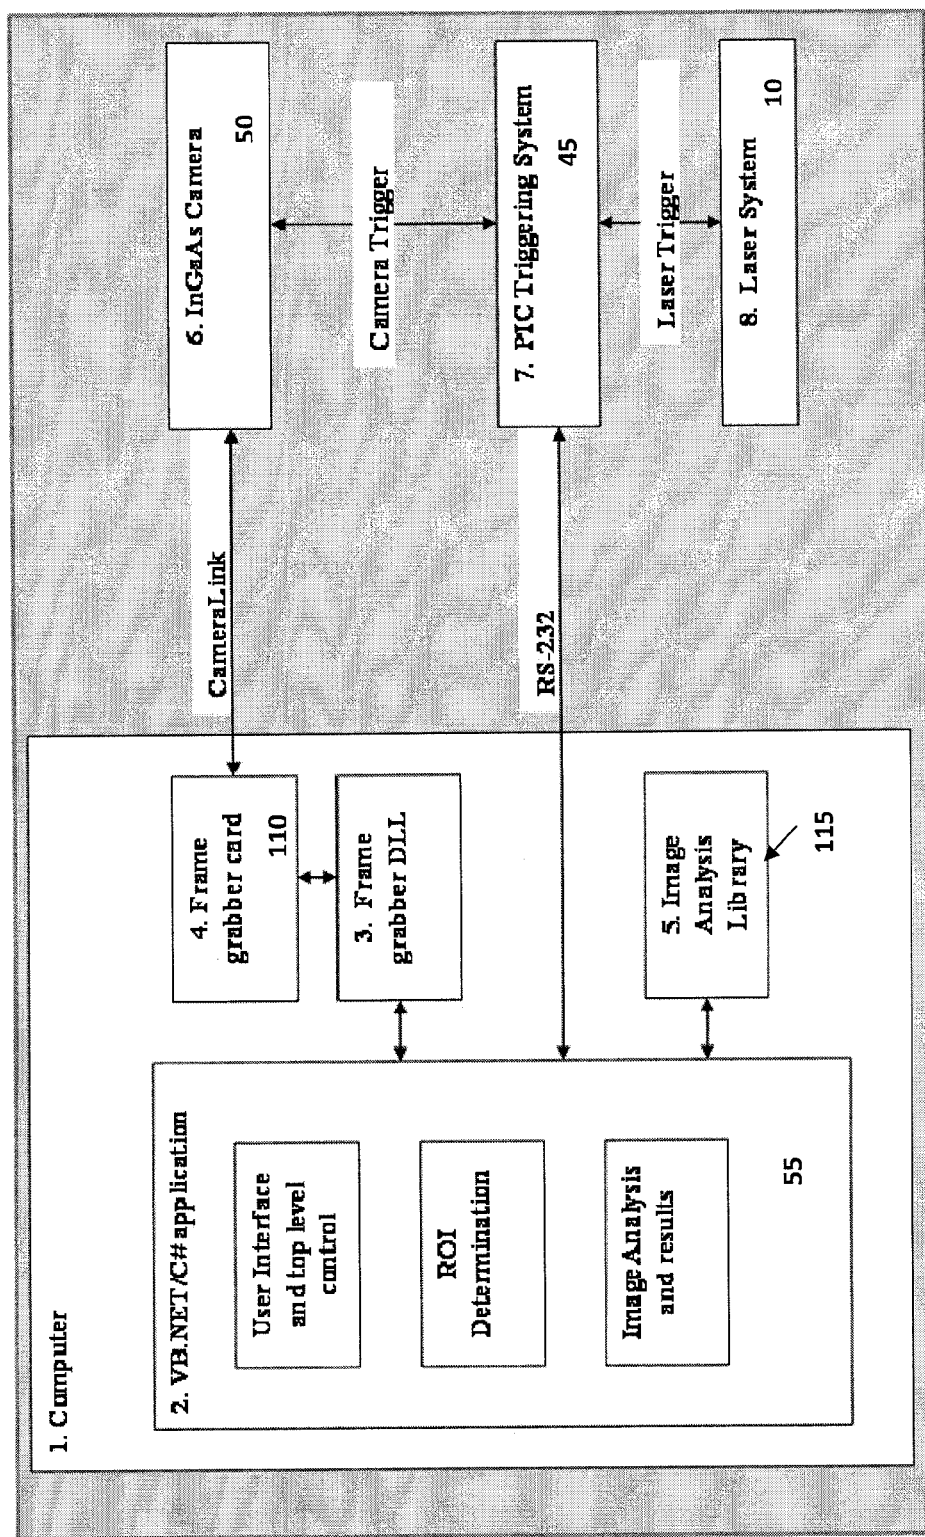 1. Computer
2. VB.NET/C# application
User Interface
and top level
control
ROI
Determination
Image Analysis
and results
55
4. Frame
grabber card
110
3. Frame
grabber DLL
5. Image
Analysis
Library
115
CameraLink
RS-232
6. InGaAs Camera
50
Camera Trigger
7. PIC Triggering System
45
Laser Trigger
8. Laser System
10